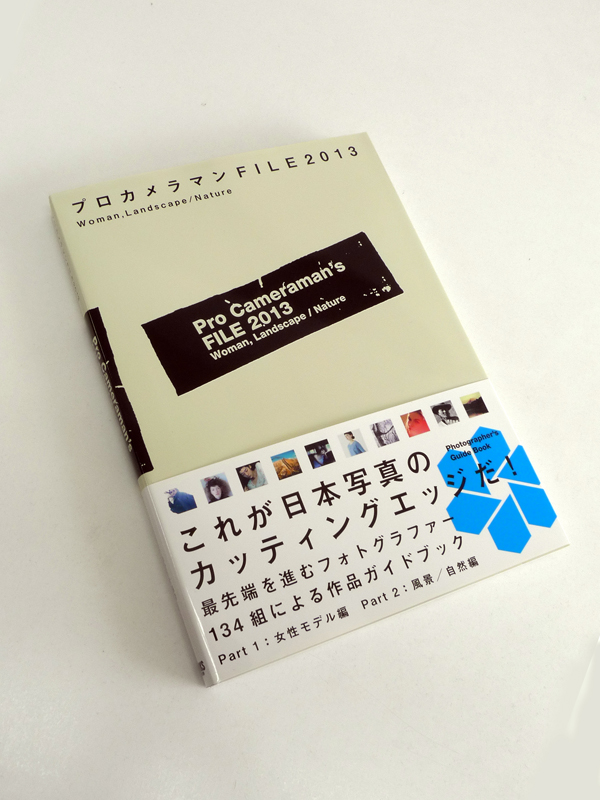 プロカメラマンFILE2013
Woman,Landscape/Nature
Pro Cameraman's
FILE 2013
Woman, Landscape / Nature
Pro Cameraman's
Photographer's
Guide Book
これが日本写真の
カッティングエッジだ！
最先端を進むフォトグラファー
134組による作品ガイドブック
Part 1：女性モデル編　Part 2：風景／自然編